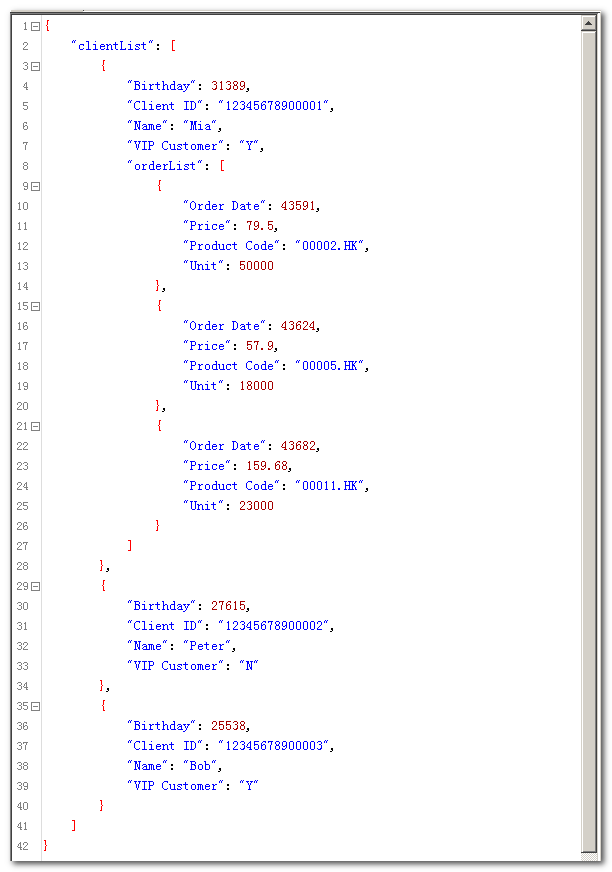 1 {
2 "clientList": [
3 {
4 "Birthday": 31389,
5 "Client ID": "12345678900001",
6 "Name": "Mia",
7 "VIP Customer": "Y",
8 "orderList": [
9 {
10 "Order Date": 43591,
11 "Price": 79.5,
12 "Product Code": "00002.HK",
13 "Unit": 50000
14 },
15 {
16 "Order Date": 43624,
17 "Price": 57.9,
18 "Product Code": "00005.HK",
19 "Unit": 18000
20 },
21 {
22 "Order Date": 43682,
23 "Price": 159.68,
24 "Product Code": "00011.HK",
25 "Unit": 23000
26 }
27 ]
28 },
29 {
30 "Birthday": 27615,
31 "Client ID": "12345678900002",
32 "Name": "Peter",
33 "VIP Customer": "N"
34 },
35 {
36 "Birthday": 25538,
37 "Client ID": "12345678900003",
38 "Name": "Bob",
39 "VIP Customer": "Y"
40 }
41 ]
42 }